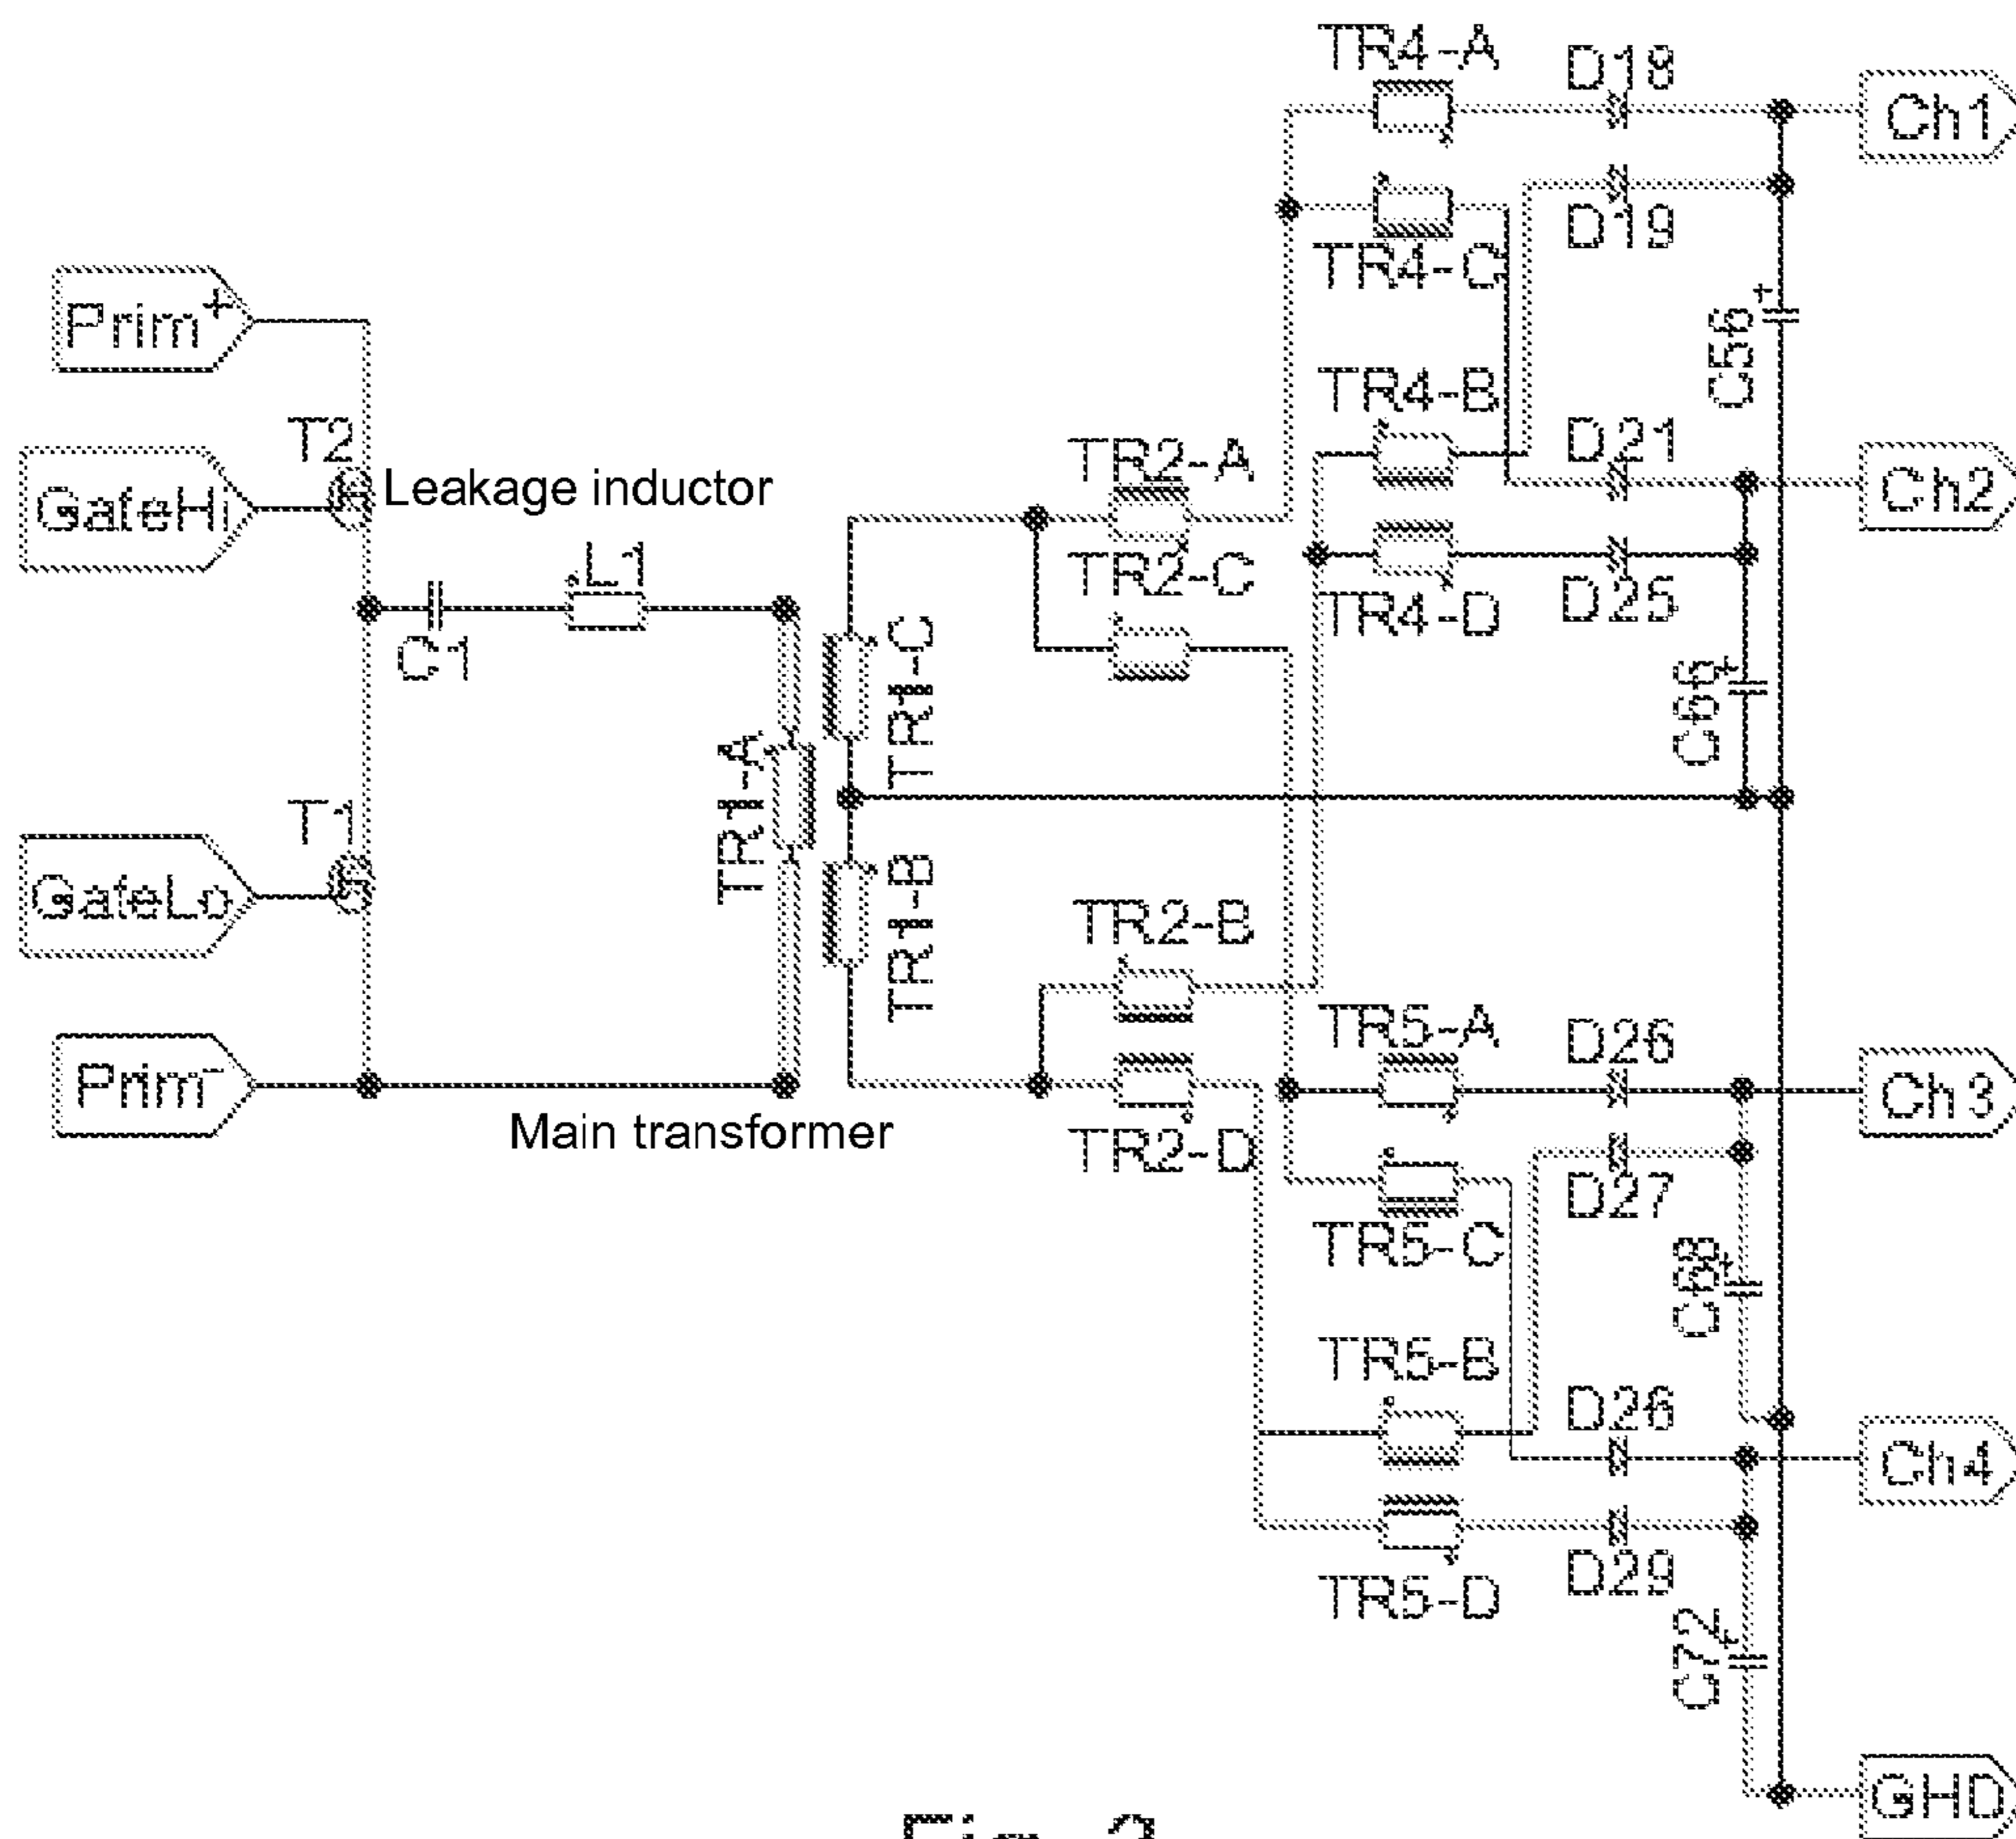 TR4-A
D18
Ch1
D19
TR4-C
Prim+
C56
TR4-B
T2
D21
TR2-A
Leakage inductor
Ch2
GateHi
L1
TR2-C
D25
TR4-D
C1
TR1-C
C66
TR1-A
T1
GateLo
TR1-B
TR2-B
TR5-A
D26
Prim-
Ch3
Main transformer
TR2-D
D27
TR5-C
C68
TR5-B
D26
Ch4
D29
TR5-D
C72
GHD